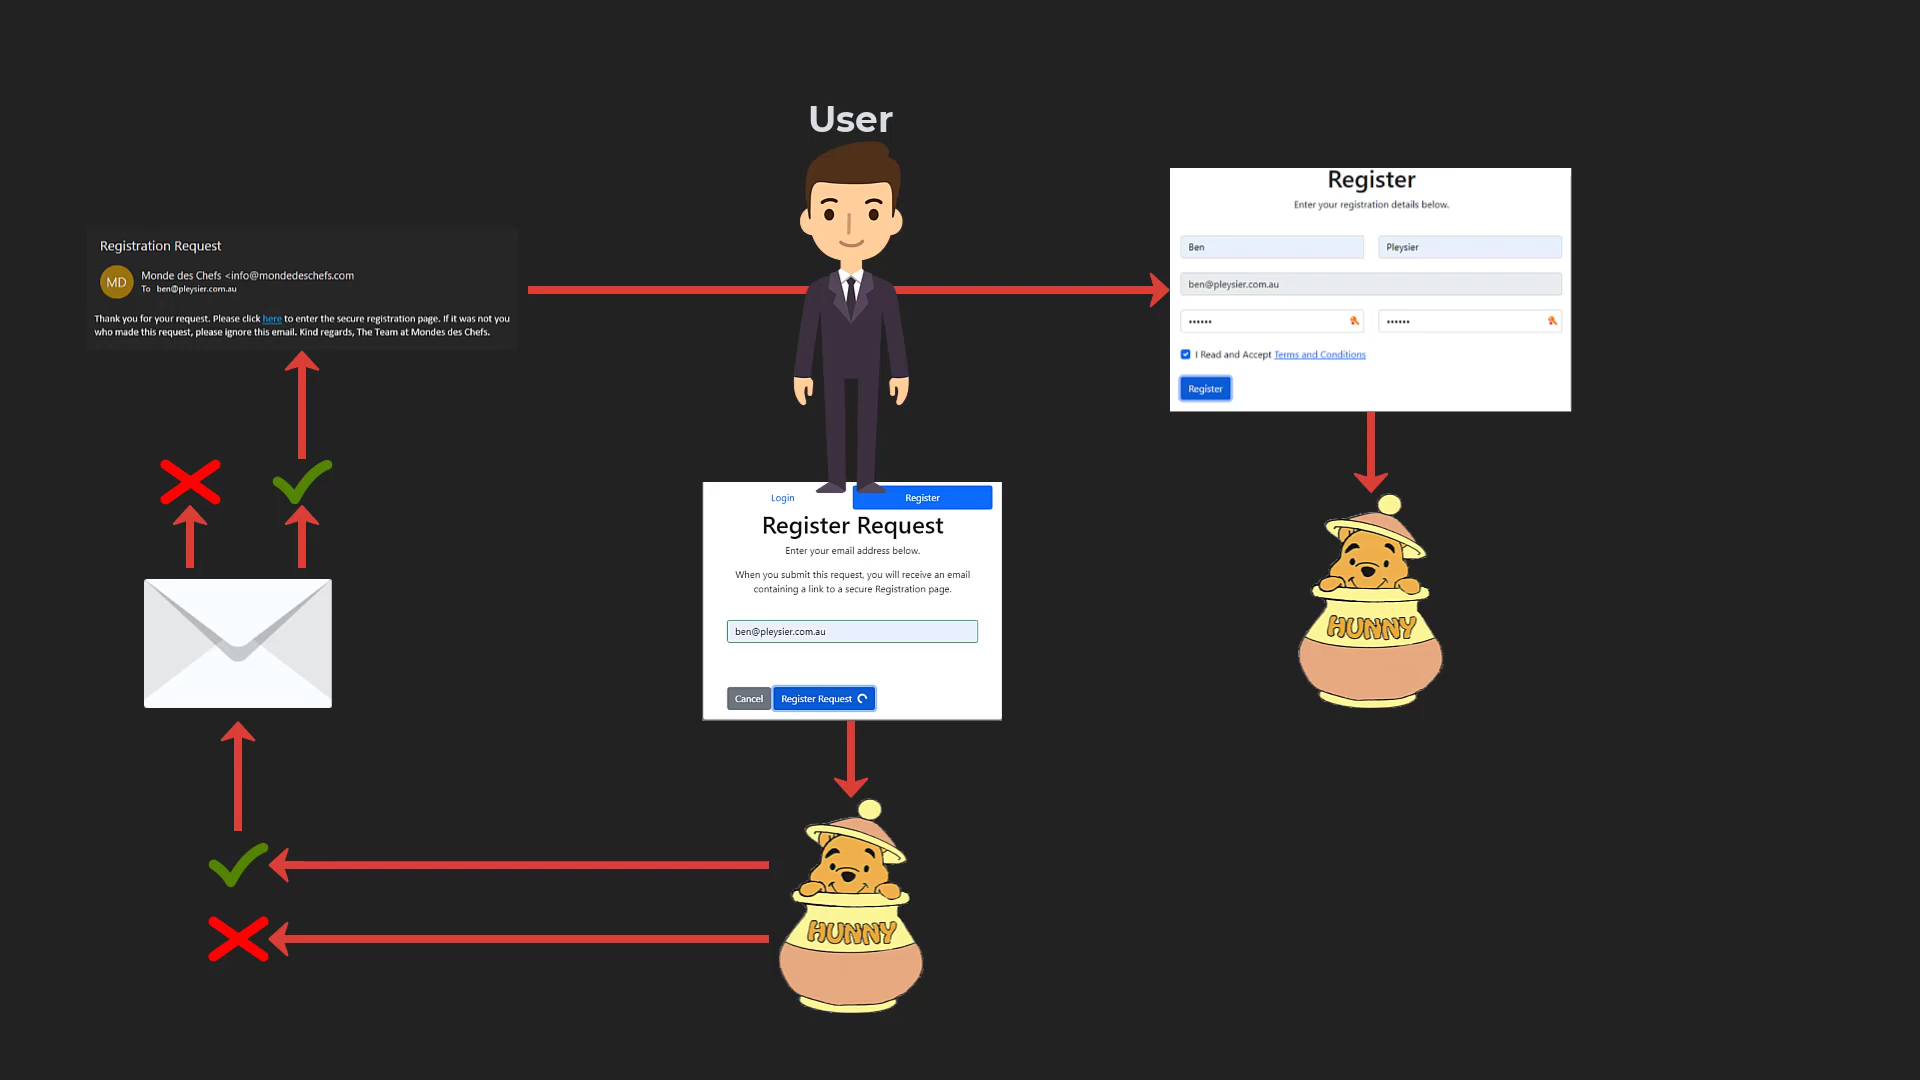 User
Registration Request
MD
Monde des Chefs <info@mondedeschefs.com
To ben@pleysier.com.au
Thank you for your request. Please click here to enter the secure registration page. If it was not you
who made this request, please ignore this email. Kind regards, The Team at Mondes des Chefs.
Register
Enter your registration details below.
Ben
Pleysier
ben@pleysier.com.au
••••••
••••••
I Read and Accept Terms and Conditions
Register
Login
Register
Register Request
Enter your email address below.
When you submit this request, you will receive an email
containing a link to a secure Registration page.
ben@pleysier.com.au
Cancel
Register Request
HUNNY
HUNNY